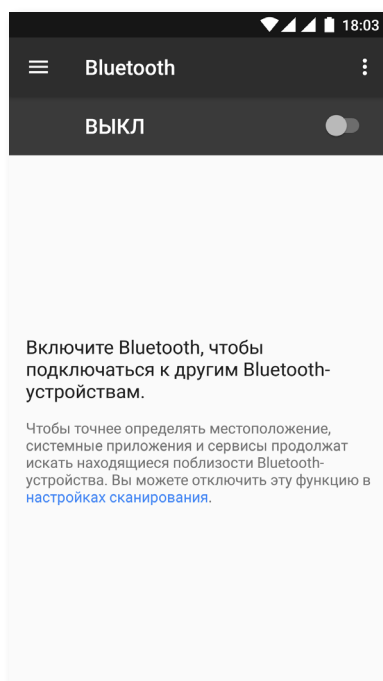 18:03
Bluetooth
ВЫКЛ
Включите Bluetooth, чтобы
подключаться к другим Bluetooth-
устройствам.
Чтобы точнее определять местоположение,
системные приложения и сервисы продолжат
искать находящиеся поблизости Bluetooth-
устройства. Вы можете отключить эту функцию в
настройках сканирования.